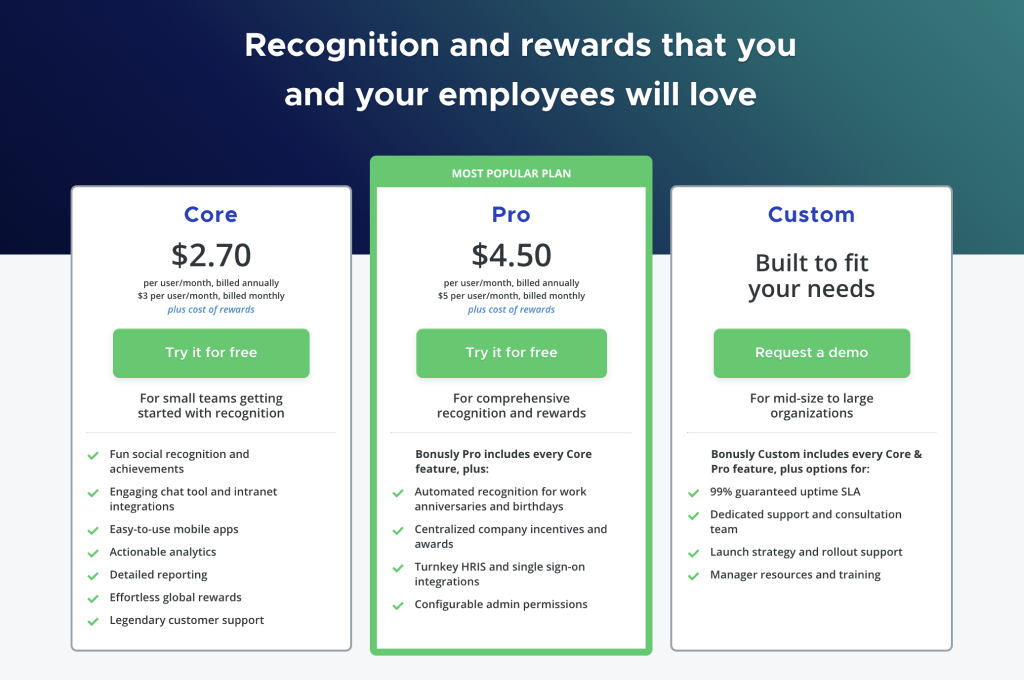 Recognition and rewards that you
and your employees will love
Core
$2.70
per user/month, billed annually
$3 per user/month, billed monthly
plus cost of rewards
Try it for free
For small teams getting
started with recognition
Fun social recognition and
achievements
Engaging chat tool and intranet
integrations
Easy-to-use mobile apps
Actionable analytics
Detailed reporting
Effortless global rewards
Legendary customer support
MOST POPULAR PLAN
Pro
$4.50
per user/month, billed annually
$5 per user/month, billed monthly
plus cost of rewards
Try it for free
For comprehensive
recognition and rewards
Bonusly Pro includes every Core
feature, plus:
Automated recognition for work
anniversaries and birthdays
Centralized company incentives and
awards
Turnkey HRIS and single sign-on
integrations
Configurable admin permissions
Custom
Built to fit
your needs
Request a demo
For mid-size to large
organizations
Bonusly Custom includes every Core &
Pro feature, plus options for:
99% guaranteed uptime SLA
Dedicated support and consultation
team
Launch strategy and rollout support
Manager resources and training